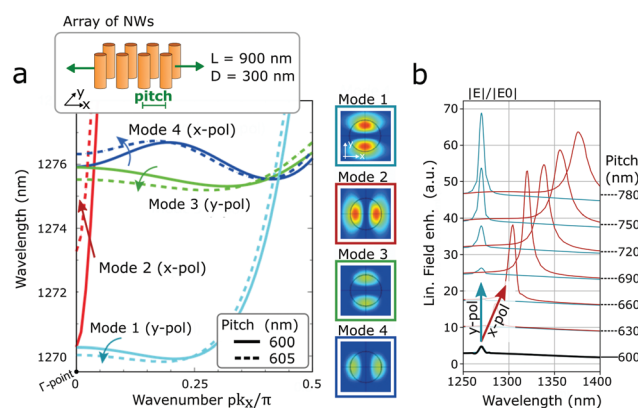 Array of NWs
L = 900 nm
D = 300 nm
pitch
y
x
a
Mode 4 (x-pol)
Mode 3 (y-pol)
Mode 2 (x-pol)
Mode 1 (y-pol)
Pitch (nm)
600
605
Wavelength (nm)
1276
1274
1272
1270
Γ-point
0
0.25
0.5
Wavenumber pkx/π
Mode 1
y
x
Mode 2
Mode 3
Mode 4
b
|E|/|E0|
Lin. Field enh. (a.u.)
70
60
50
40
30
20
10
0
Pitch (nm)
780
750
720
690
660
630
600
y-pol
x-pol
1250
1300
1350
1400
Wavelength (nm)